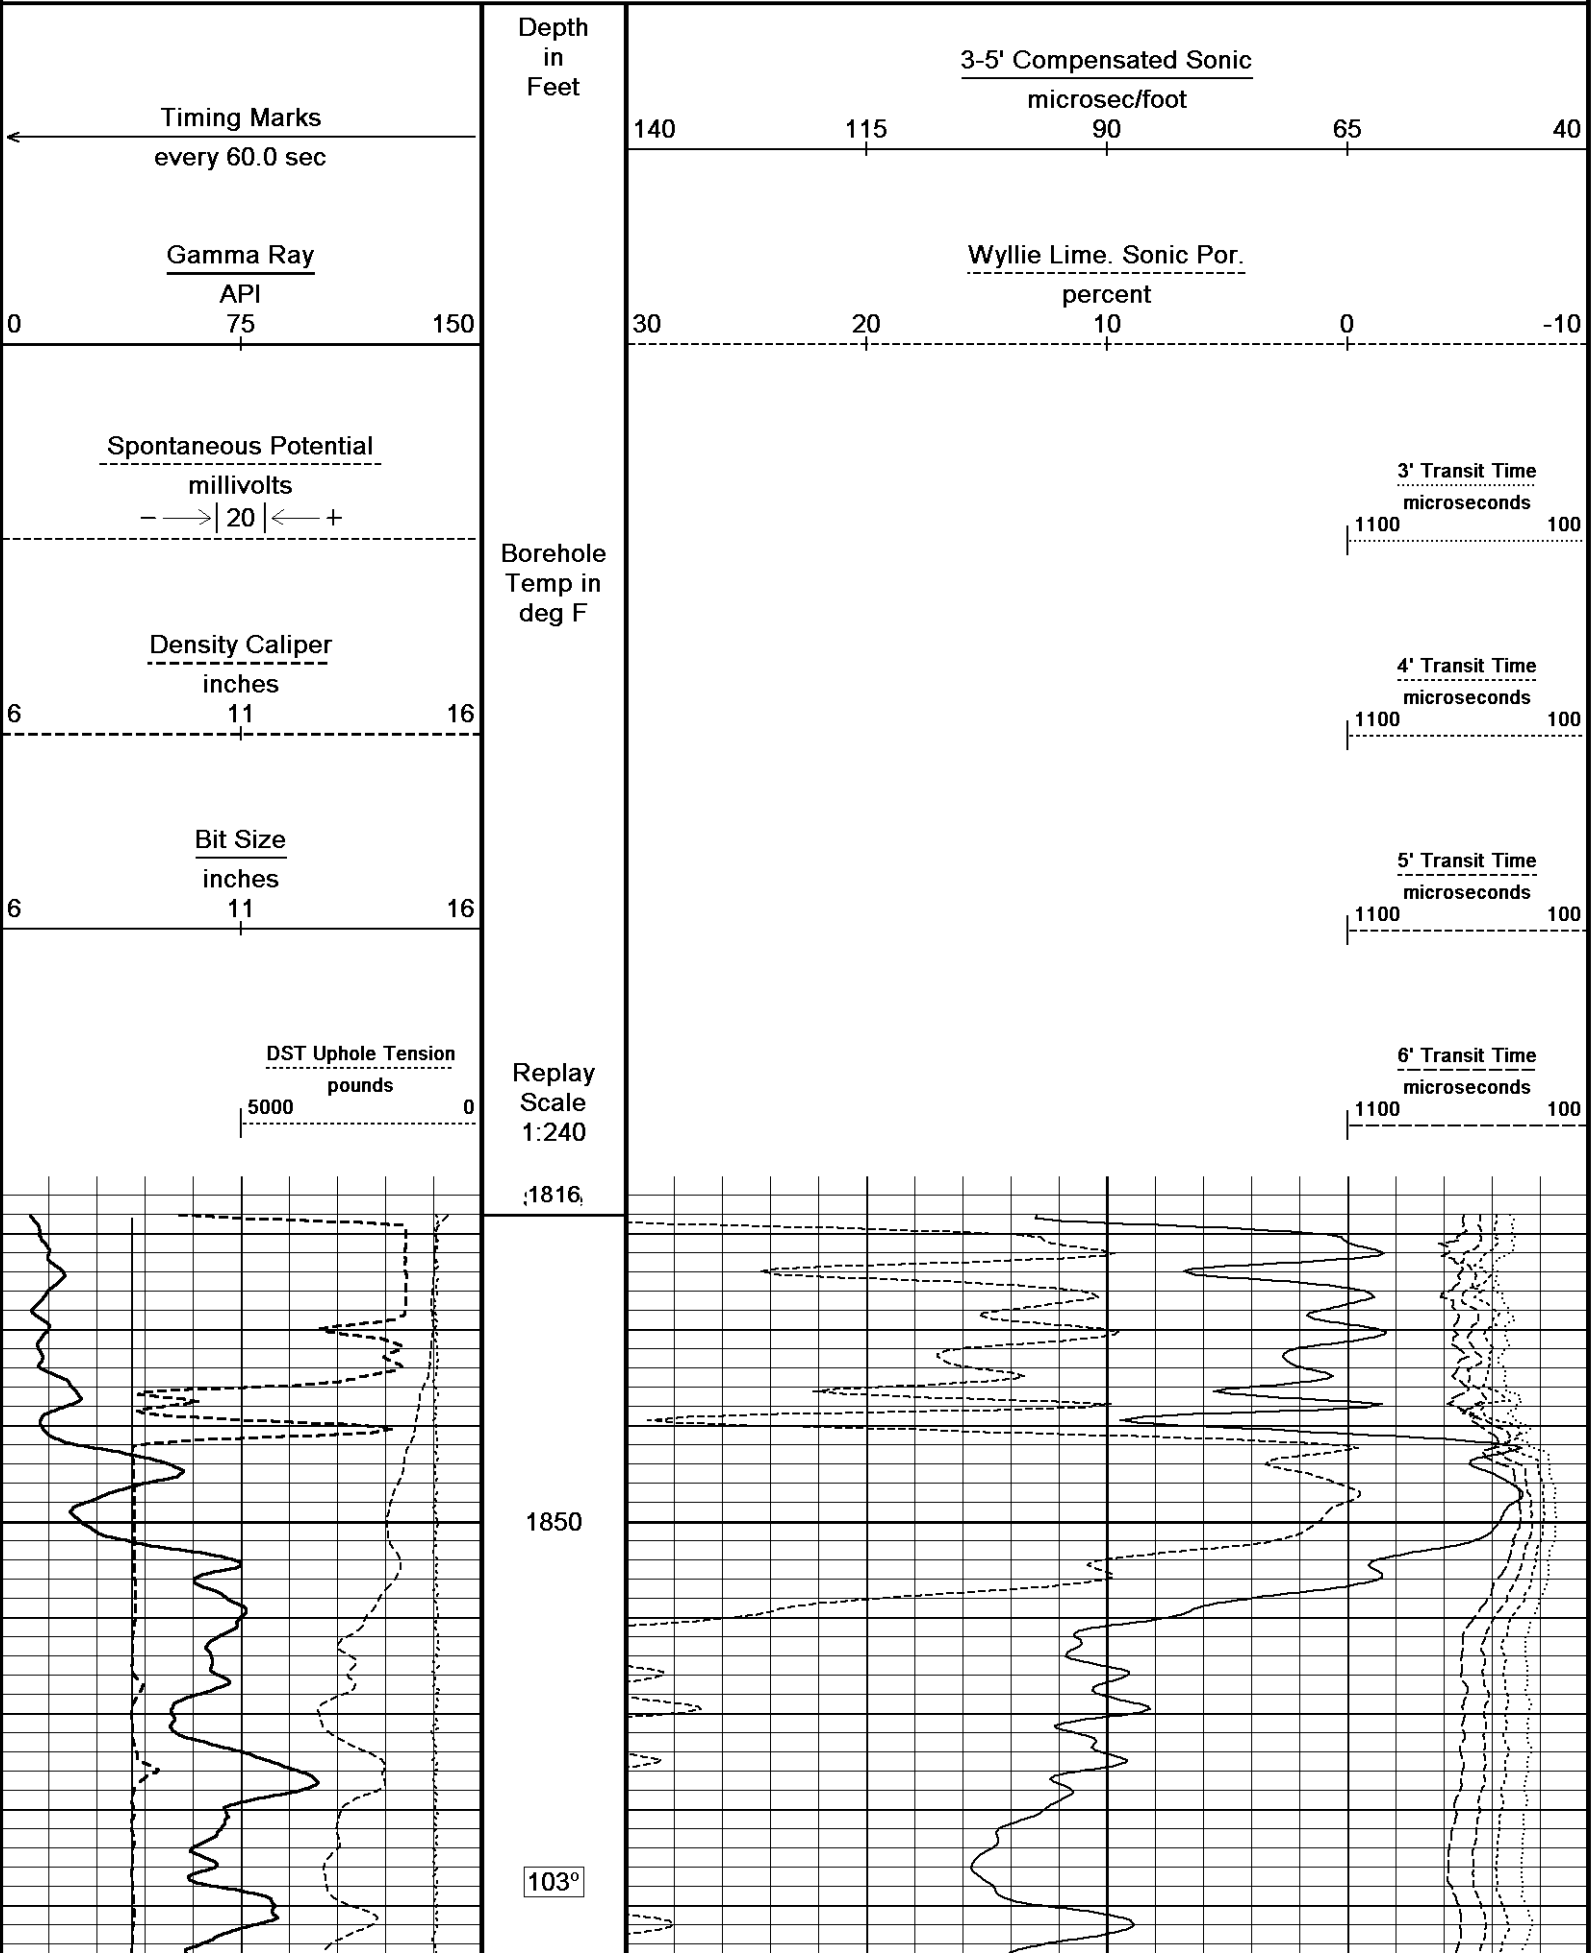 Timing Marks
every 60.0 sec
Gamma Ray
API
0 75 150
Spontaneous Potential
millivolts
− 20 +
Density Caliper
inches
6 11 16
Bit Size
inches
6 11 16
DST Uphole Tension
pounds
5000 0
Depth
in
Feet
Borehole
Temp in
deg F
Replay
Scale
1:240
1816
1850
103º
3-5' Compensated Sonic
microsec/foot
140 115 90 65 40
Wyllie Lime. Sonic Por.
percent
30 20 10 0 -10
3' Transit Time
microseconds
1100 100
4' Transit Time
microseconds
1100 100
5' Transit Time
microseconds
1100 100
6' Transit Time
microseconds
1100 100